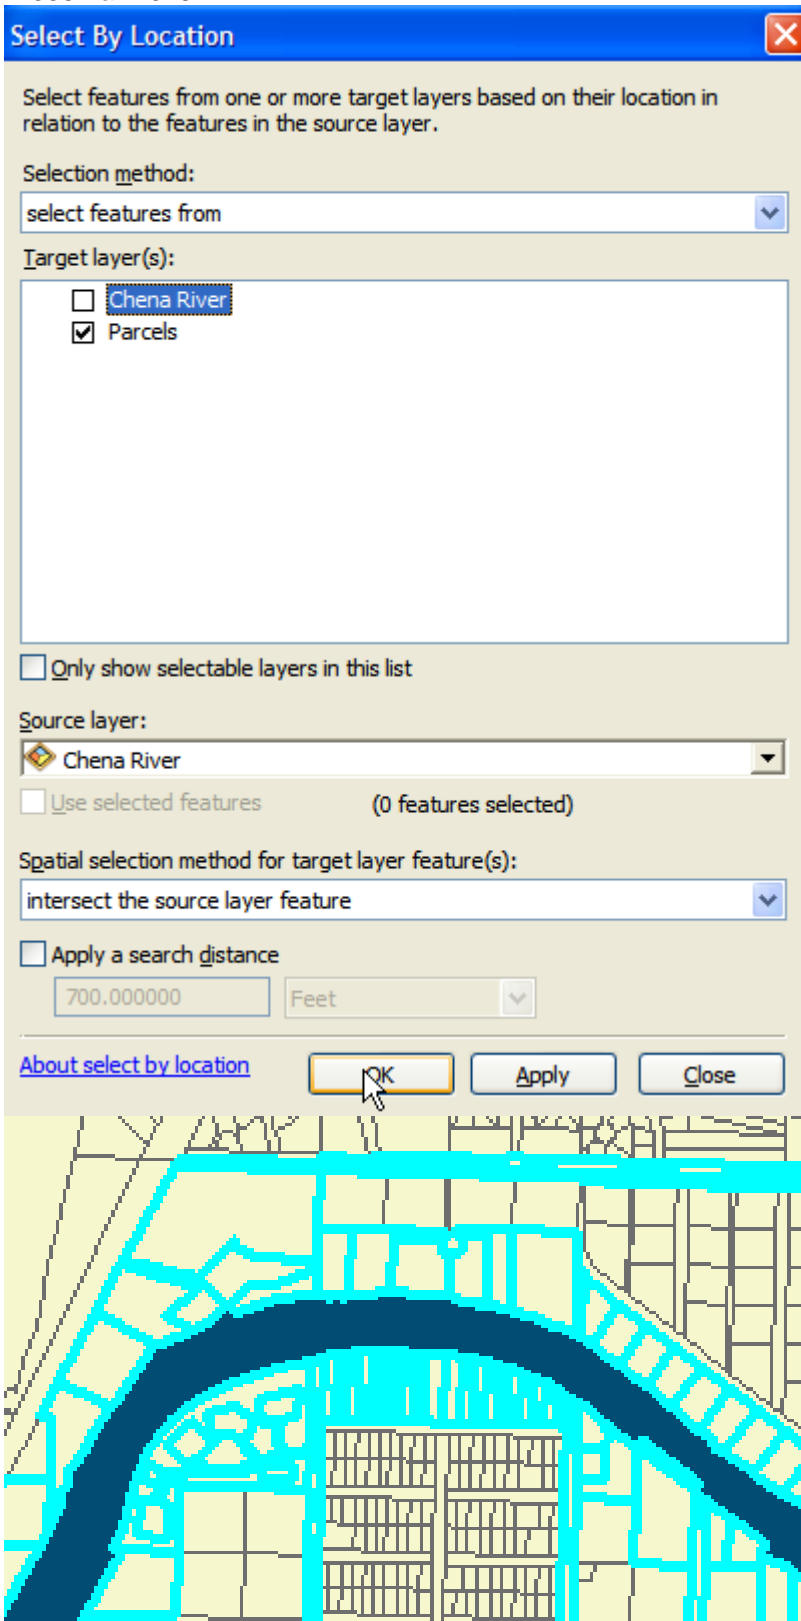 Select By Location
Select features from one or more target layers based on their location in
relation to the features in the source layer.
Selection method:
select features from
Target layer(s):
Chena River
Parcels
Only show selectable layers in this list
Source layer:
Chena River
Use selected features (0 features selected)
Spatial selection method for target layer feature(s):
intersect the source layer feature
Apply a search distance
700.000000 Feet
About select by location OK Apply Close